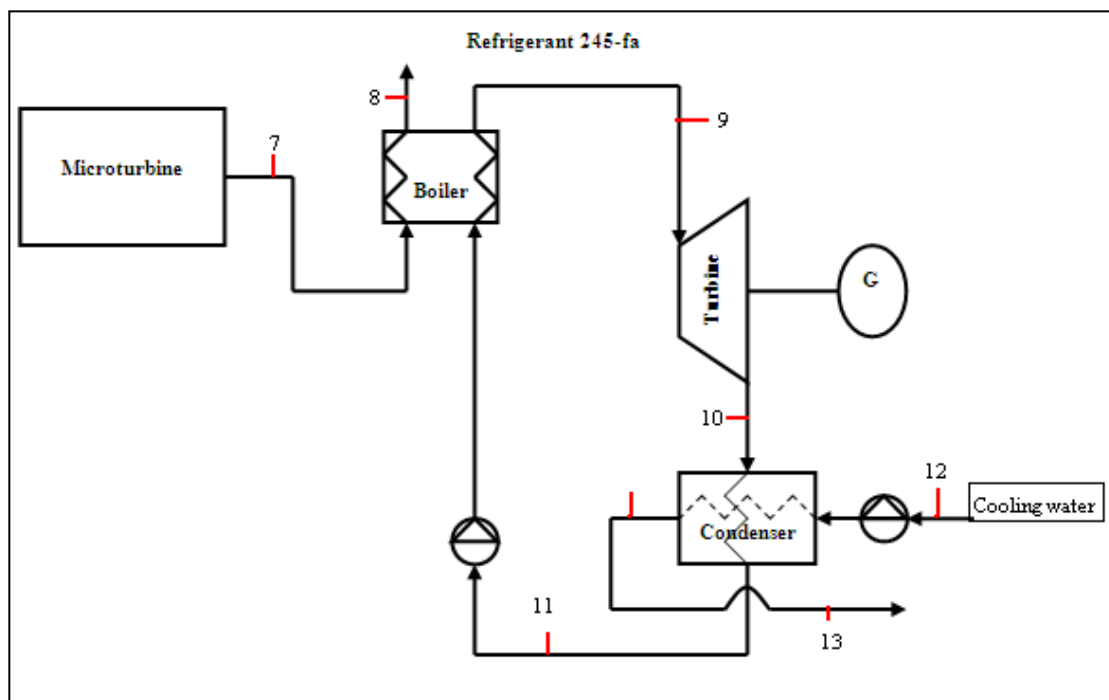 Refrigerant 245-fa
8
9
7
Microturbine
Boiler
Turbine
G
10
12
Cooling water
Condenser
11
13